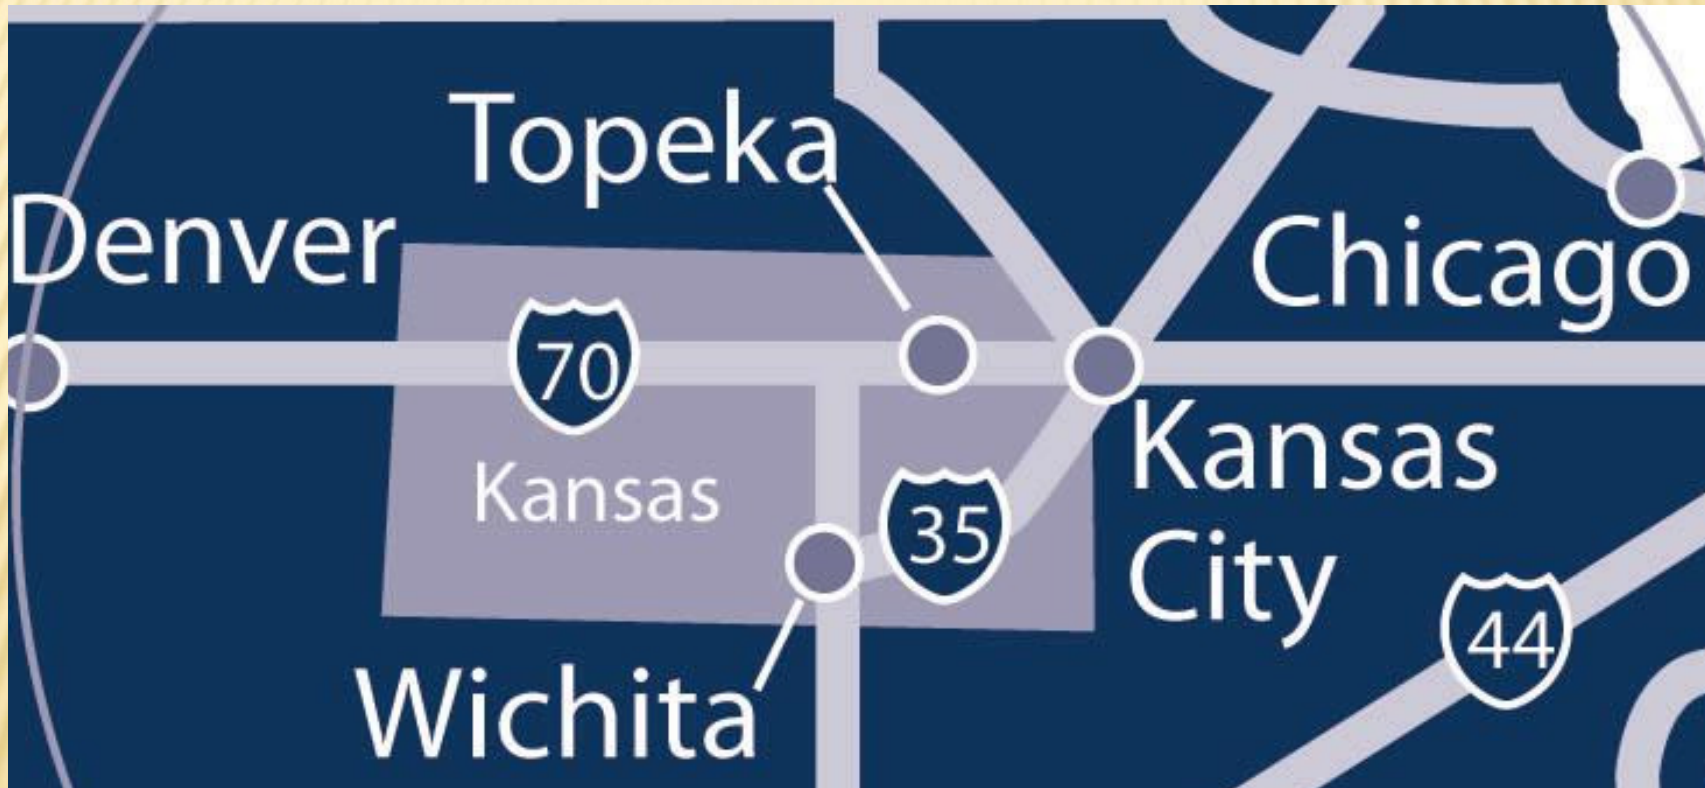 Topeka
Denver
Chicago
70
Kansas
City
Kansas
35
44
Wichita